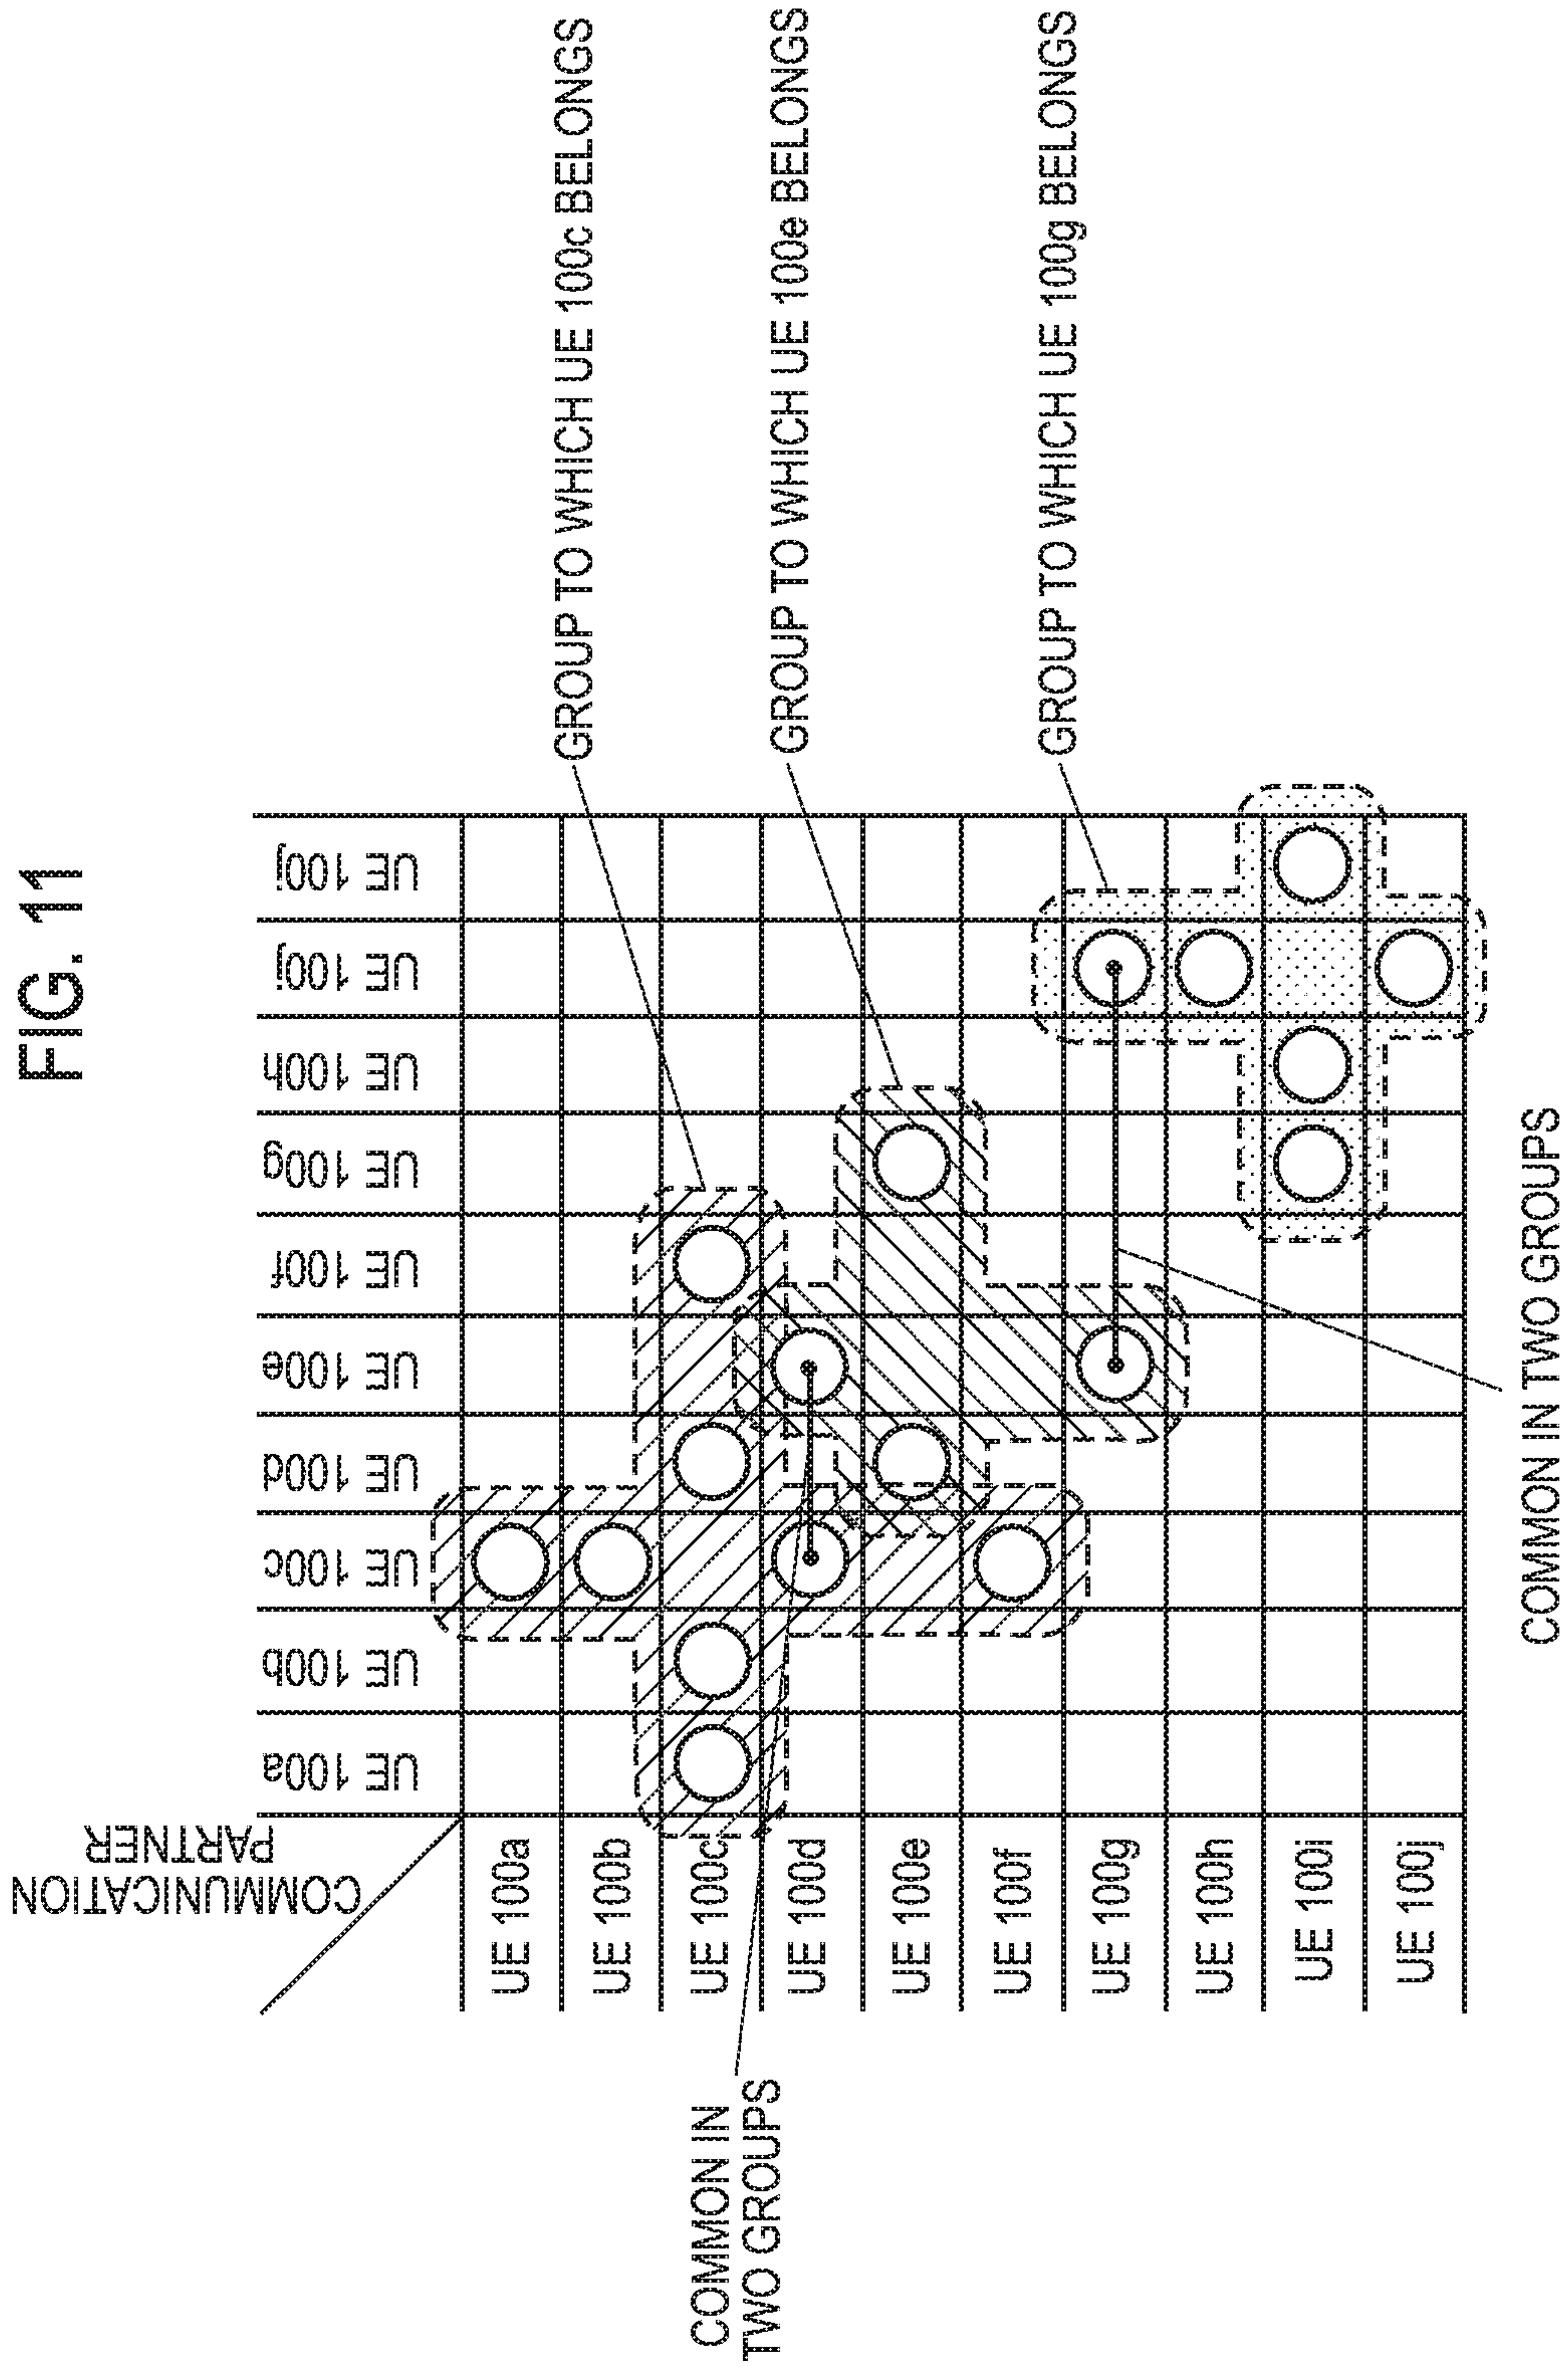 FIG. 11
COMMUNICATION
PARTNER
UE 100a
UE 100b
UE 100c
UE 100d
UE 100e
UE 100f
UE 100g
UE 100h
UE 100j
UE 100j
UE 100a
UE 100b
UE 100c
UE 100d
UE 100e
UE 100f
UE 100g
UE 100h
UE 100i
UE 100j
GROUP TO WHICH UE 100c BELONGS
GROUP TO WHICH UE 100e BELONGS
GROUP TO WHICH UE 100g BELONGS
COMMON IN
TWO GROUPS
COMMON IN TWO GROUPS